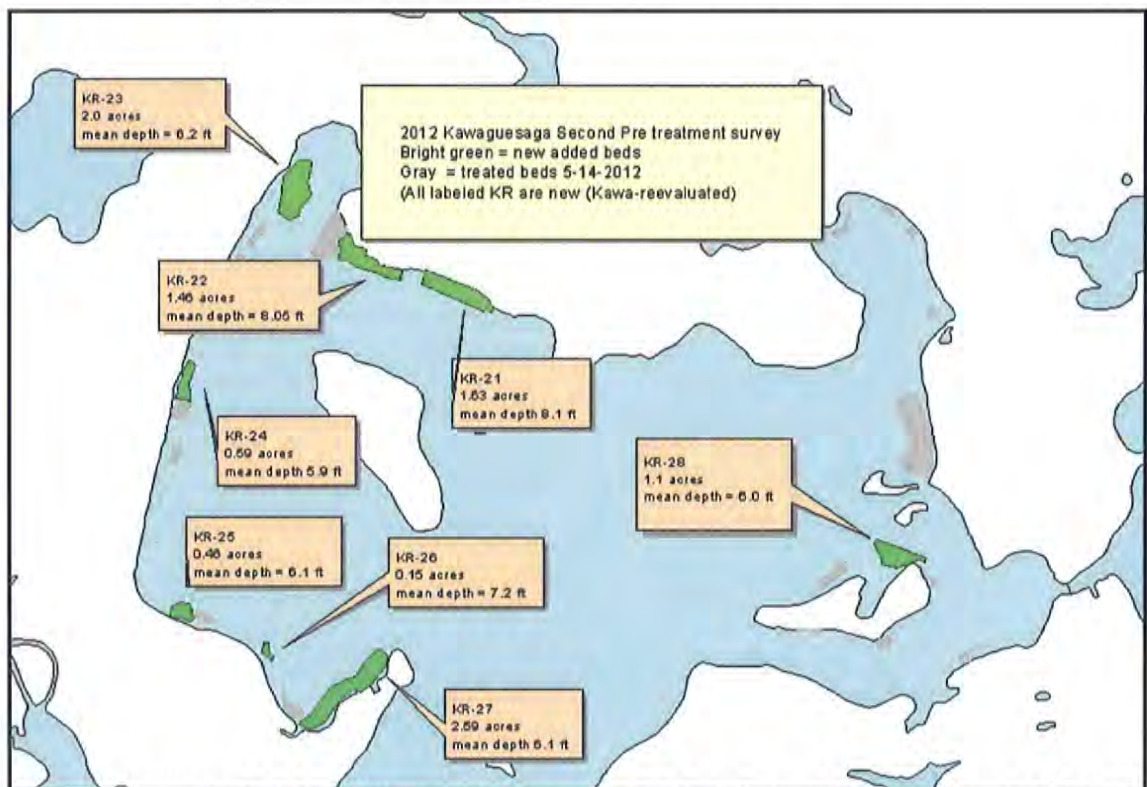 KR-23
2.0 acres
mean depth = 6.2 ft
2012 Kawaguesaga Second Pre treatment survey
Bright green = new added beds
Gray = treated beds 5-14-2012
(All labeled KR are new (Kawa-reevaluated)
KR-22
1.46 acres
mean depth = 8.05 ft
KR-21
1.63 acres
mean depth 8.1 ft
KR-24
0.59 acres
mean depth 5.9 ft
KR-28
1.1 acres
mean depth = 6.0 ft
KR-25
0.46 acres
mean depth = 6.1 ft
KR-26
0.15 acres
mean depth = 7.2 ft
KR-27
2.59 acres
mean depth 6.1 ft